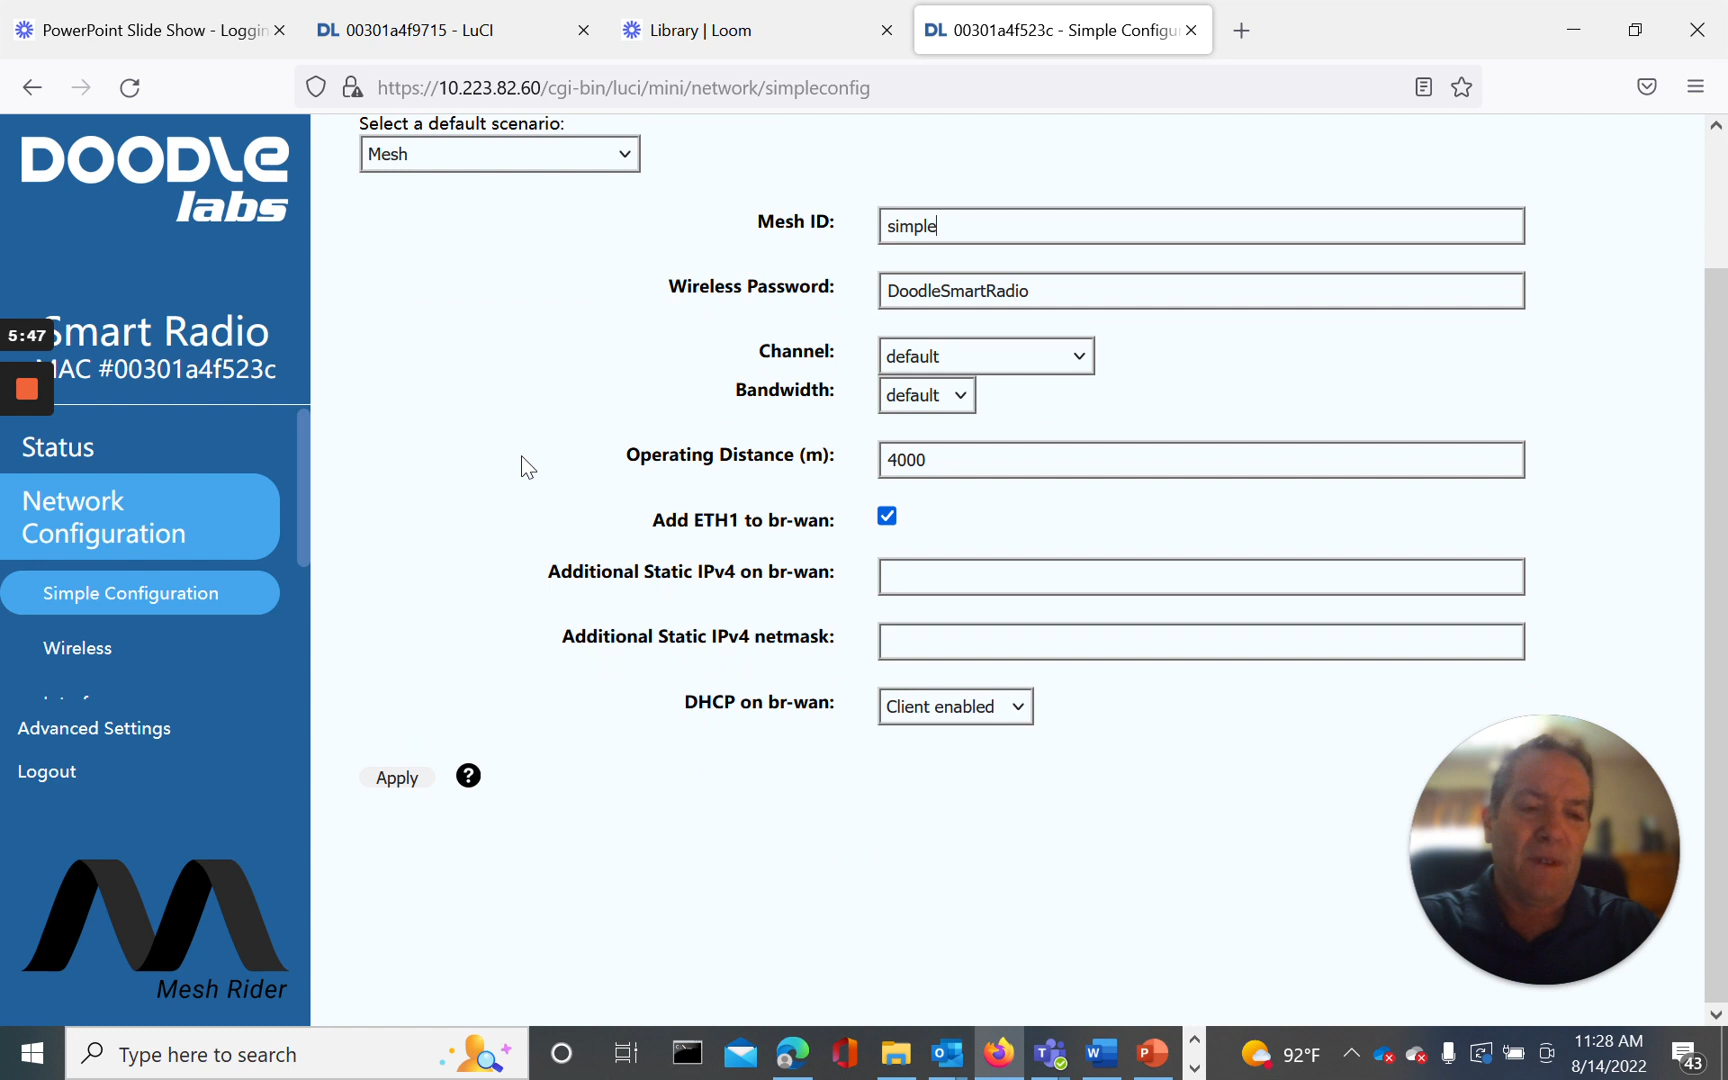 PowerPoint Slide Show - Loggin
00301a4f9715 - LuCI
Library | Loom
00301a4f523c - Simple Configu
https://10.223.82.60/cgi-bin/luci/mini/network/simpleconfig
DOODLE
labs
Smart Radio
5:47
MAC #00301a4f523c
Status
Network
Configuration
Simple Configuration
Wireless
Advanced Settings
Logout
Mesh Rider
Select a default scenario:
Mesh
Mesh ID:
simple
Wireless Password:
DoodleSmartRadio
Channel:
default
Bandwidth:
default
Operating Distance (m):
4000
Add ETH1 to br-wan:
Additional Static IPv4 on br-wan:
Additional Static IPv4 netmask:
DHCP on br-wan:
Client enabled
Apply
?
Type here to search
92°F
11:28 AM
8/14/2022
43